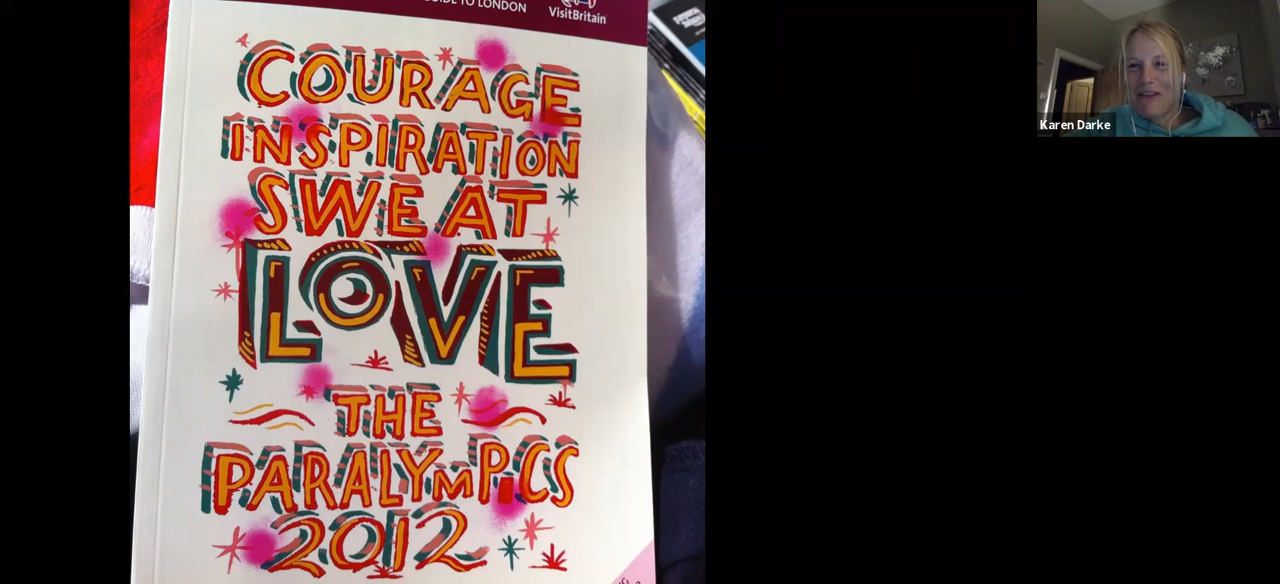 GUIDE TO LONDON
VisitBritain
COURAGE
INSPIRATION
SWEAT
LOVE
THE
PARALYMPiCS
2012
Karen Darke